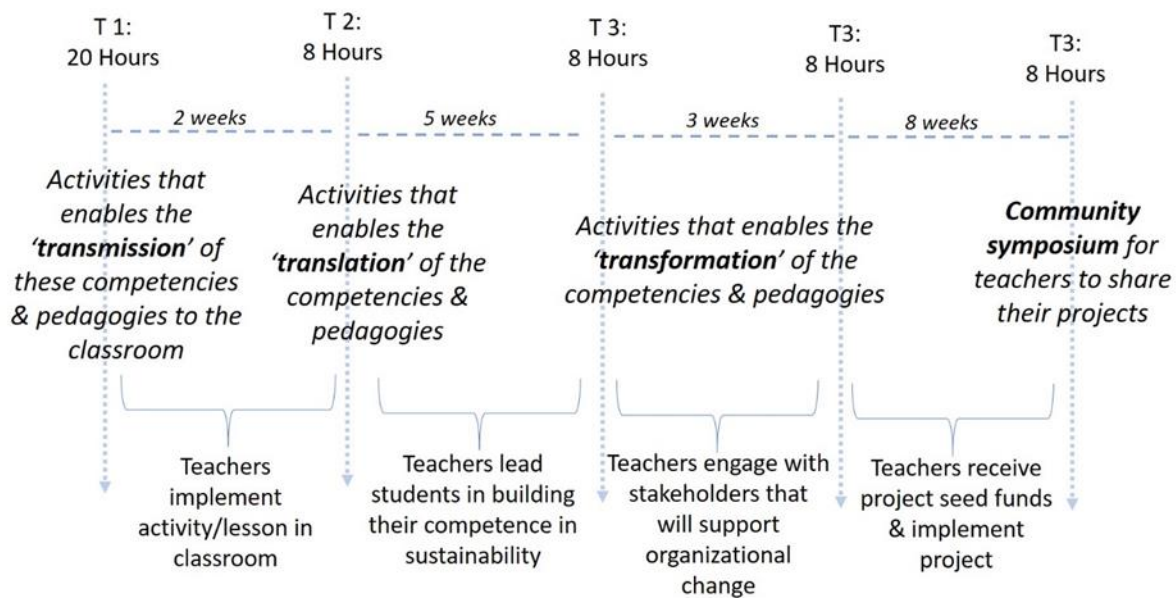 T 1:
20 Hours
T 2:
8 Hours
T 3:
8 Hours
T3:
8 Hours
T3:
8 Hours
2 weeks
5 weeks
3 weeks
8 weeks
Activities that
enables the
‘transmission’ of
these competencies
& pedagogies to the
classroom
Activities that
enables the
‘translation’ of the
competencies &
pedagogies
Activities that enables the
‘transformation’ of the
competencies & pedagogies
Community
symposium for
teachers to share
their projects
Teachers
implement
activity/lesson in
classroom
Teachers lead
students in building
their competence in
sustainability
Teachers engage with
stakeholders that
will support
organizational
change
Teachers receive
project seed funds
& implement
project